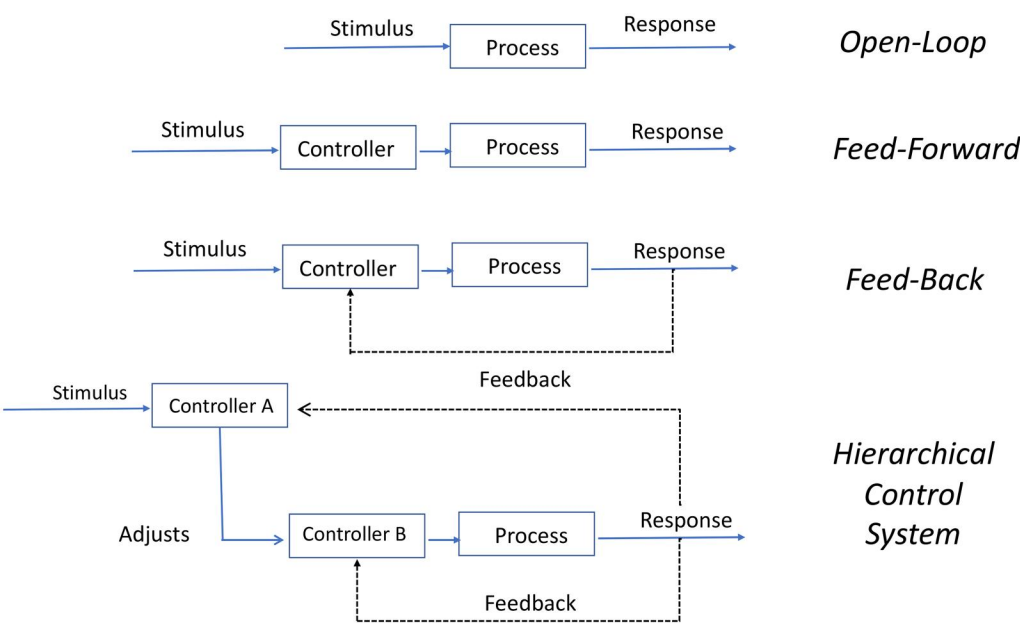 Stimulus
Process
Response
Open-Loop
Stimulus
Controller
Process
Response
Feed-Forward
Stimulus
Controller
Process
Response
Feed-Back
Feedback
Stimulus
Controller A
Hierarchical
Control
System
Adjusts
Controller B
Process
Response
Feedback